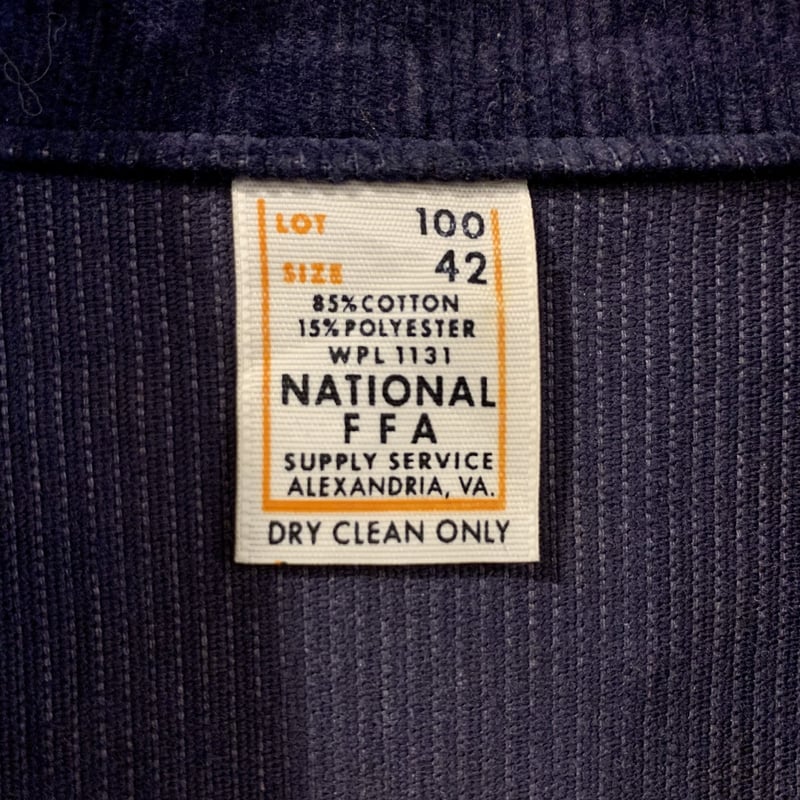 LOT 100
SIZE 42
85% COTTON
15% POLYESTER
WPL 1131
NATIONAL
FFA
SUPPLY SERVICE
ALEXANDRIA, VA.
DRY CLEAN ONLY